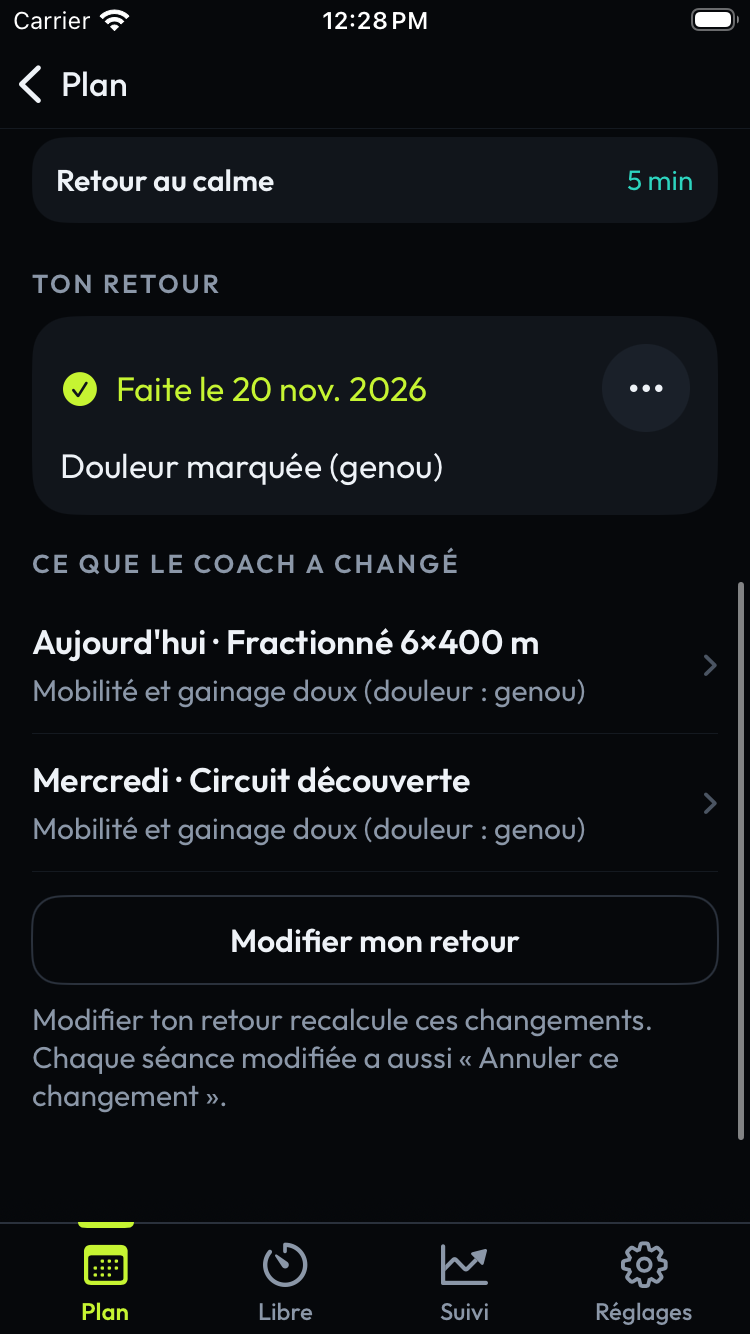 Carrier 12:28 PM
Plan
Retour au calme 5 min
TON RETOUR
Faite le 20 nov. 2026
Douleur marquée (genou)
CE QUE LE COACH A CHANGÉ
Aujourd'hui · Fractionné 6×400 m
Mobilité et gainage doux (douleur : genou)
Mercredi · Circuit découverte
Mobilité et gainage doux (douleur : genou)
Modifier mon retour
Modifier ton retour recalcule ces changements.
Chaque séance modifiée a aussi « Annuler ce
changement ».
Plan Libre Suivi Réglages